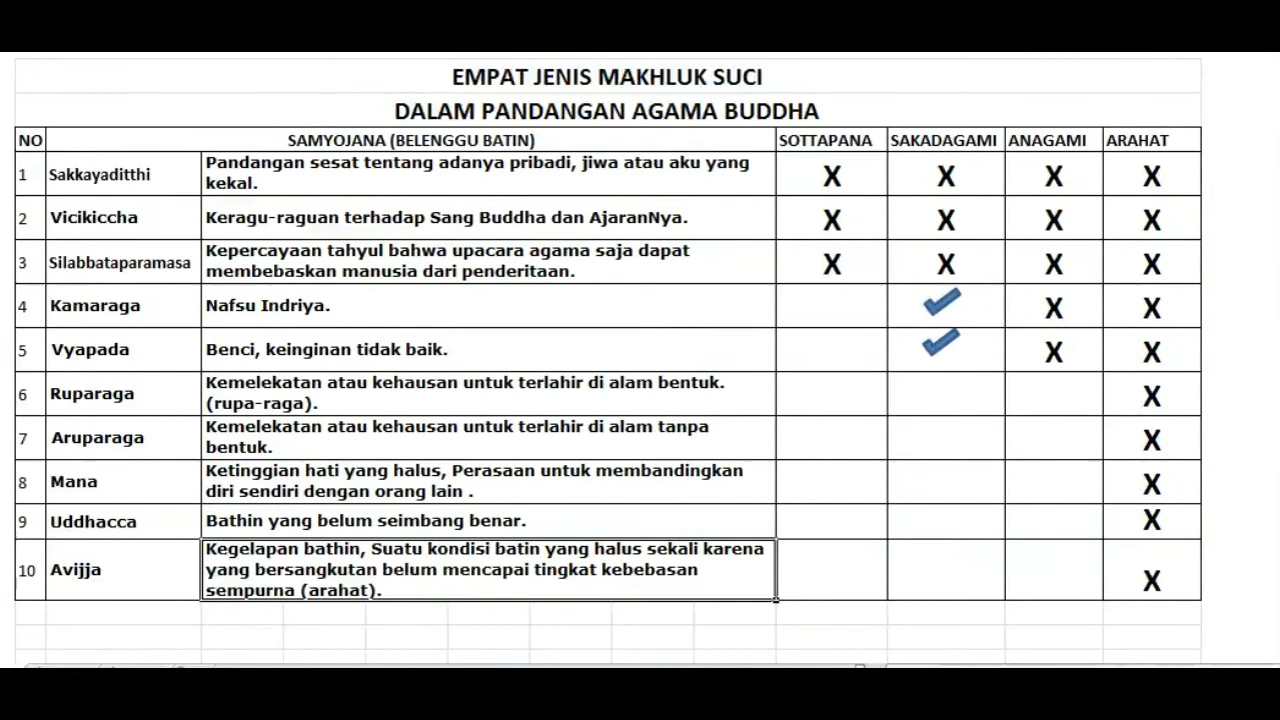 EMPAT JENIS MAKHLUK SUCI
DALAM PANDANGAN AGAMA BUDDHA
NO SAMYOJANA (BELENGGU BATIN) SOTTAPANA SAKADAGAMI ANAGAMI ARAHAT
1 Sakkayaditthi Pandangan sesat tentang adanya pribadi, jiwa atau aku yang
kekal. X X X X
2 Vicikiccha Keragu-raguan terhadap Sang Buddha dan AjaranNya. X X X X
3 Silabbataparamasa Kepercayaan tahyul bahwa upacara agama saja dapat
membebaskan manusia dari penderitaan. X X X X
4 Kamaraga Nafsu Indriya. X X
5 Vyapada Benci, keinginan tidak baik. X X
6 Ruparaga Kemelekatan atau kehausan untuk terlahir di alam bentuk.
(rupa-raga). X
7 Aruparaga Kemelekatan atau kehausan untuk terlahir di alam tanpa
bentuk. X
8 Mana Ketinggian hati yang halus, Perasaan untuk membandingkan
diri sendiri dengan orang lain . X
9 Uddhacca Bathin yang belum seimbang benar. X
10 Avijja Kegelapan bathin, Suatu kondisi batin yang halus sekali karena
yang bersangkutan belum mencapai tingkat kebebasan
sempurna (arahat). X